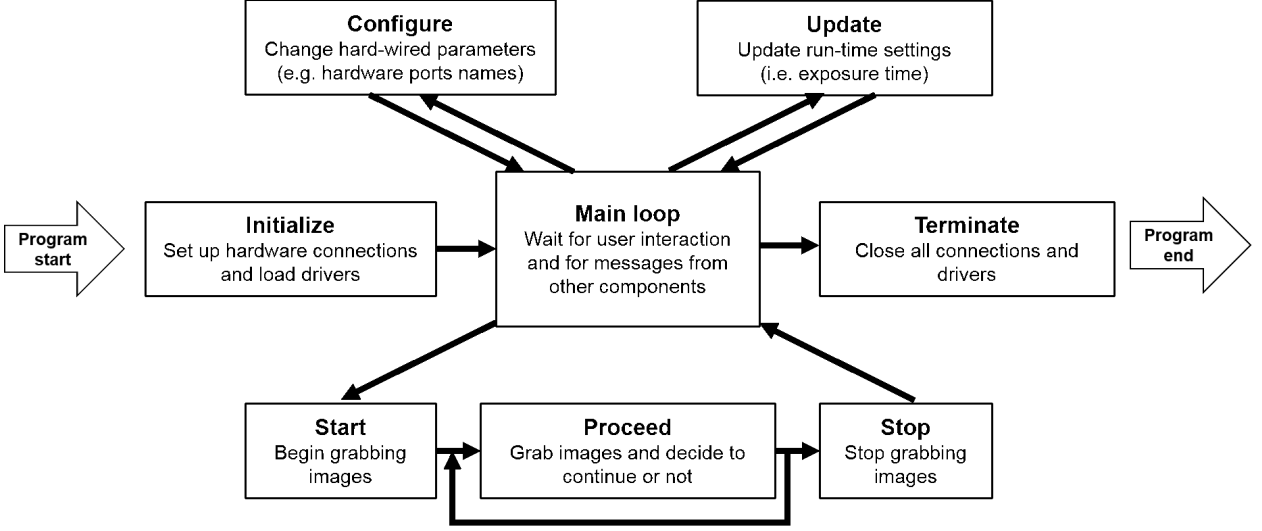 Configure
Change hard-wired parameters
(e.g. hardware ports names)
Update
Update run-time settings
(i.e. exposure time)
Program
start
Initialize
Set up hardware connections
and load drivers
Main loop
Wait for user interaction
and for messages from
other components
Terminate
Close all connections and
drivers
Program
end
Start
Begin grabbing
images
Proceed
Grab images and decide to
continue or not
Stop
Stop grabbing
images